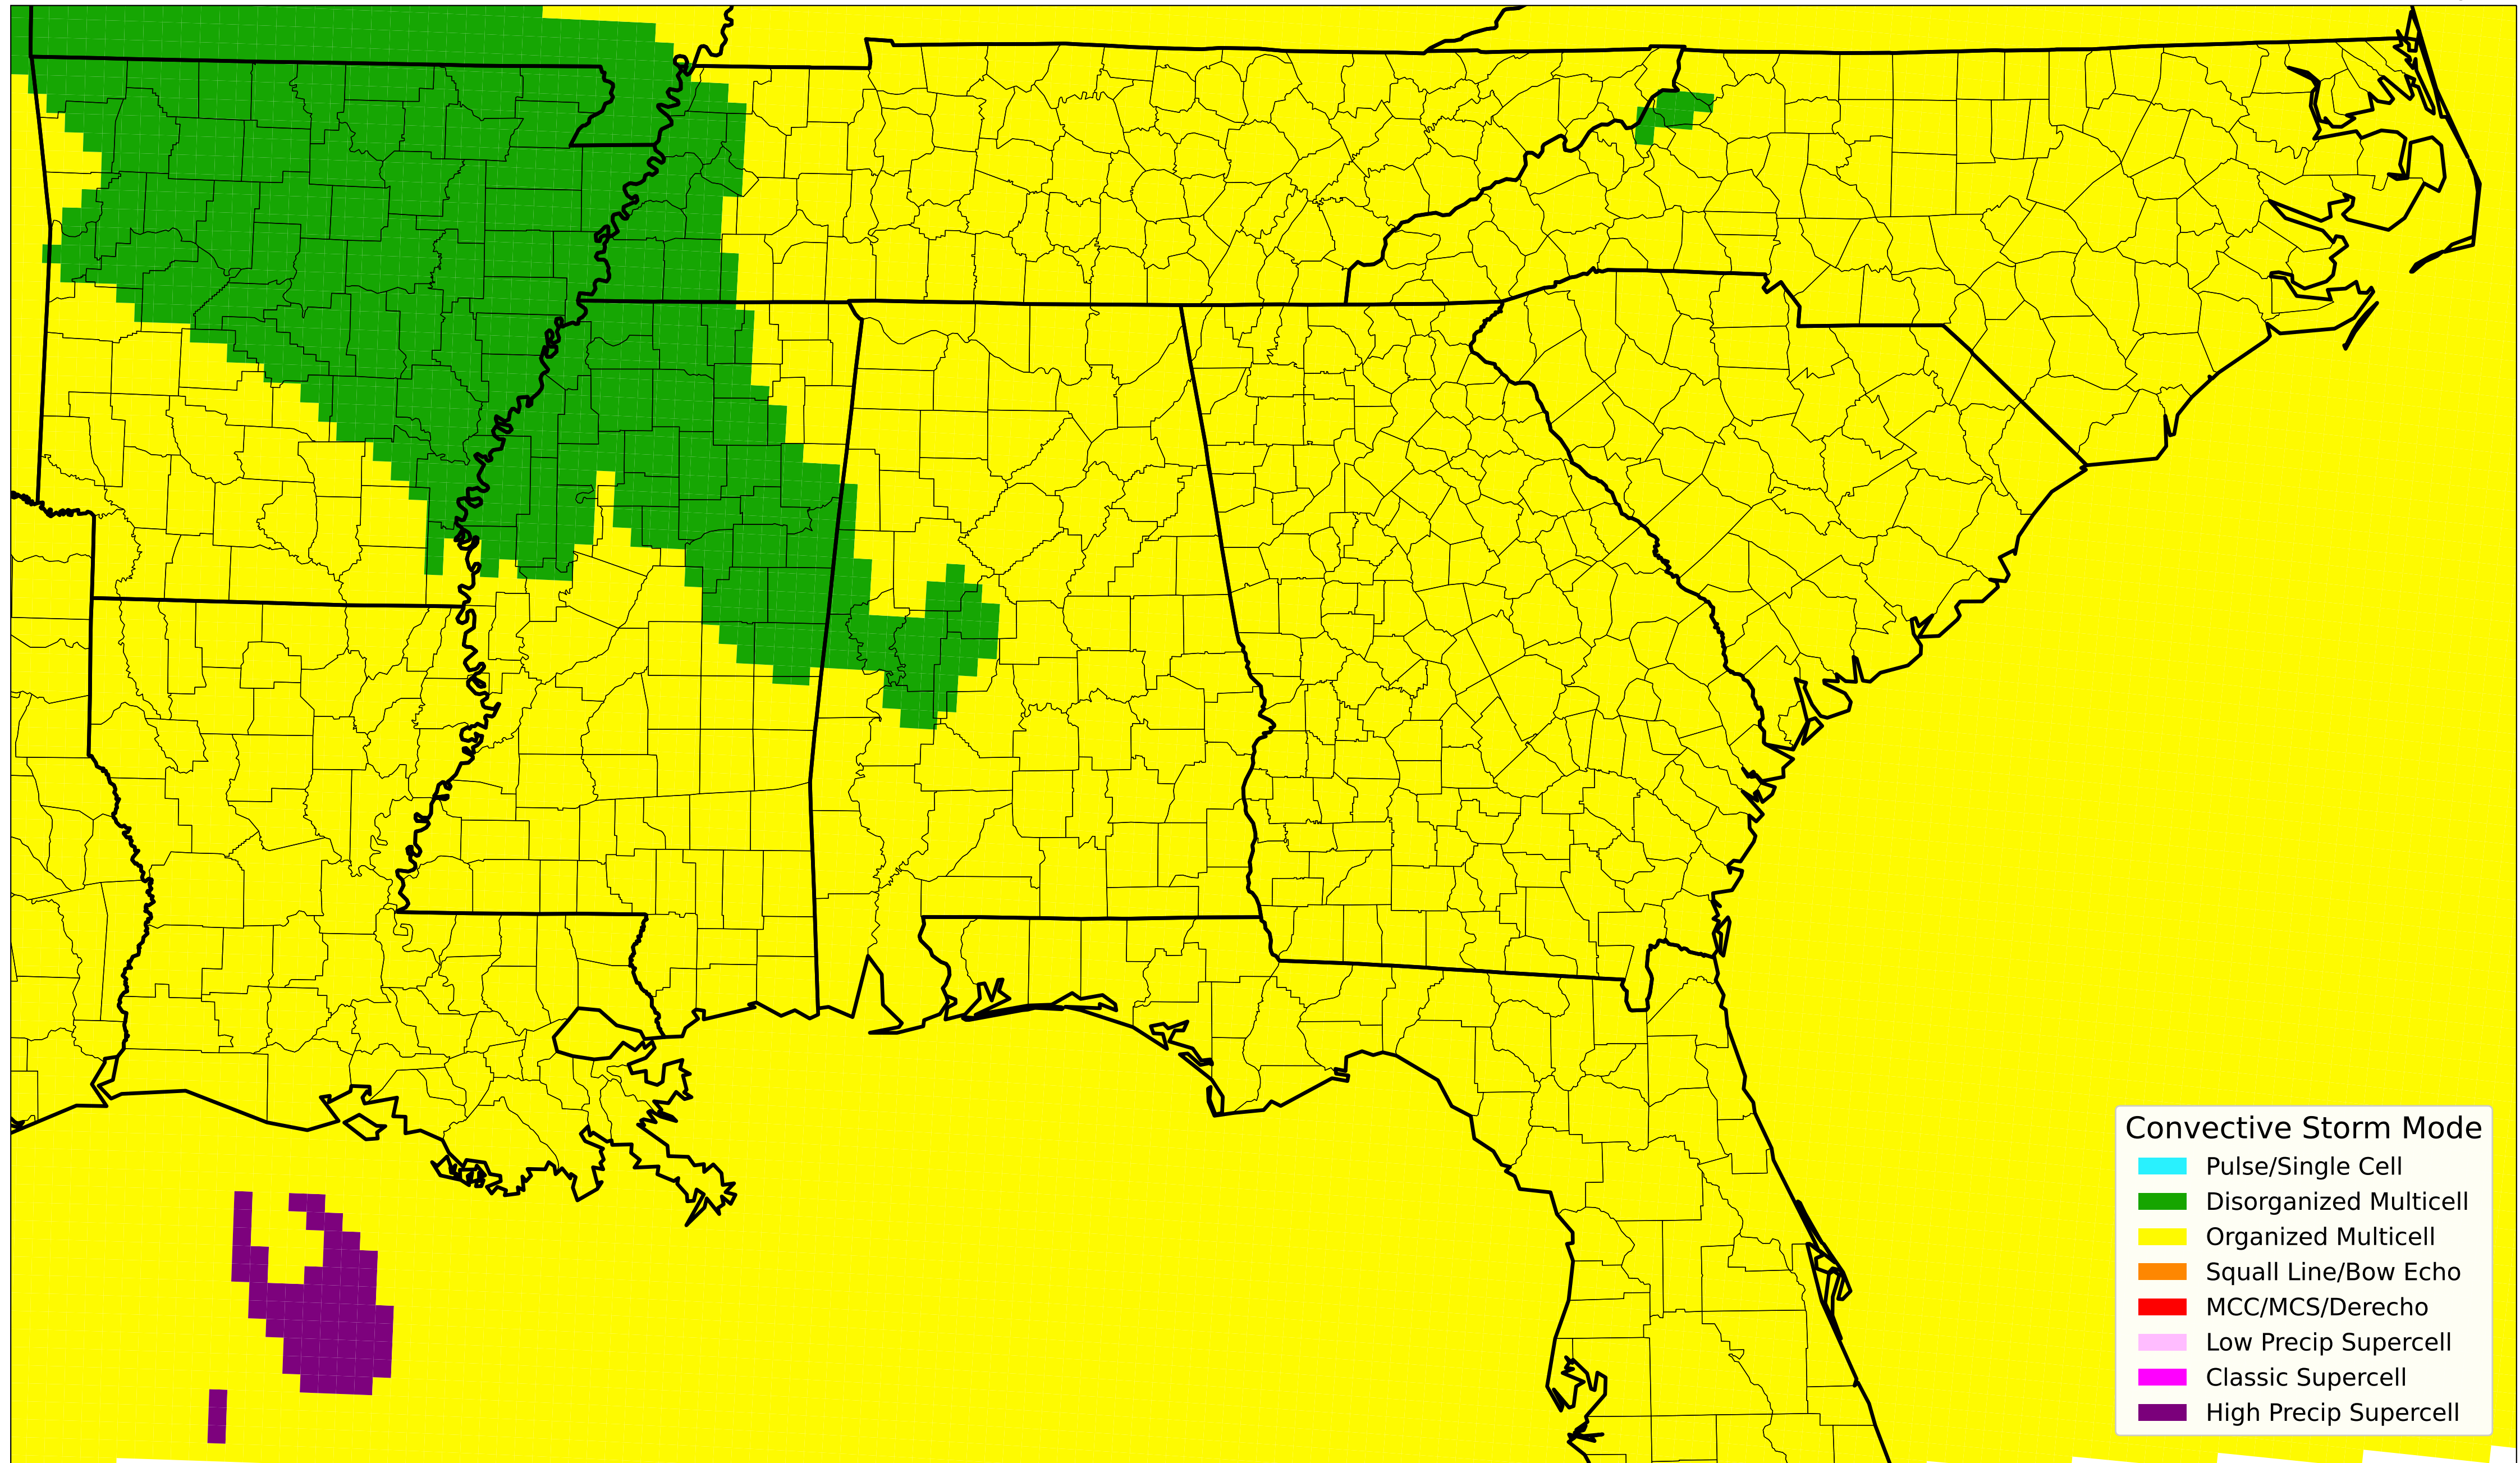 Convective Storm Mode
Pulse/Single Cell
Disorganized Multicell
Organized Multicell
Squall Line/Bow Echo
MCC/MCS/Derecho
Low Precip Supercell
Classic Supercell
High Precip Supercell